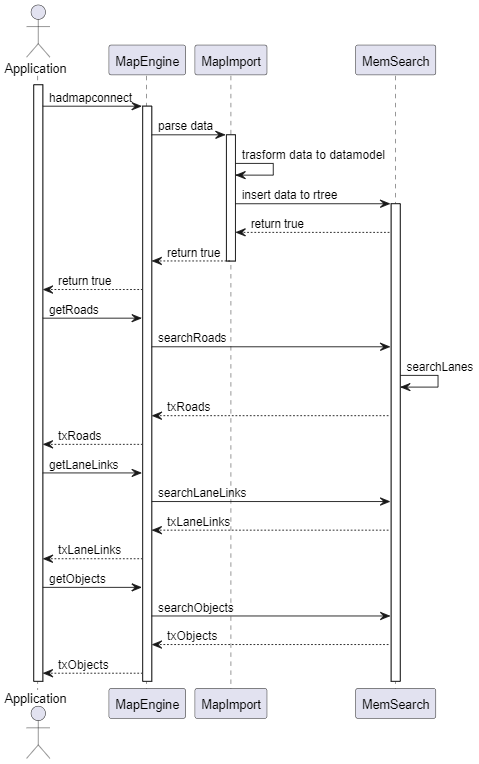 Application
MapEngine
MapImport
MemSearch
hadmapconnect
parse data
trasform data to datamodel
insert data to rtree
return true
return true
return true
getRoads
searchRoads
searchLanes
txRoads
txRoads
getLaneLinks
searchLaneLinks
txLaneLinks
txLaneLinks
getObjects
searchObjects
txObjects
txObjects
Application
MapEngine
MapImport
MemSearch